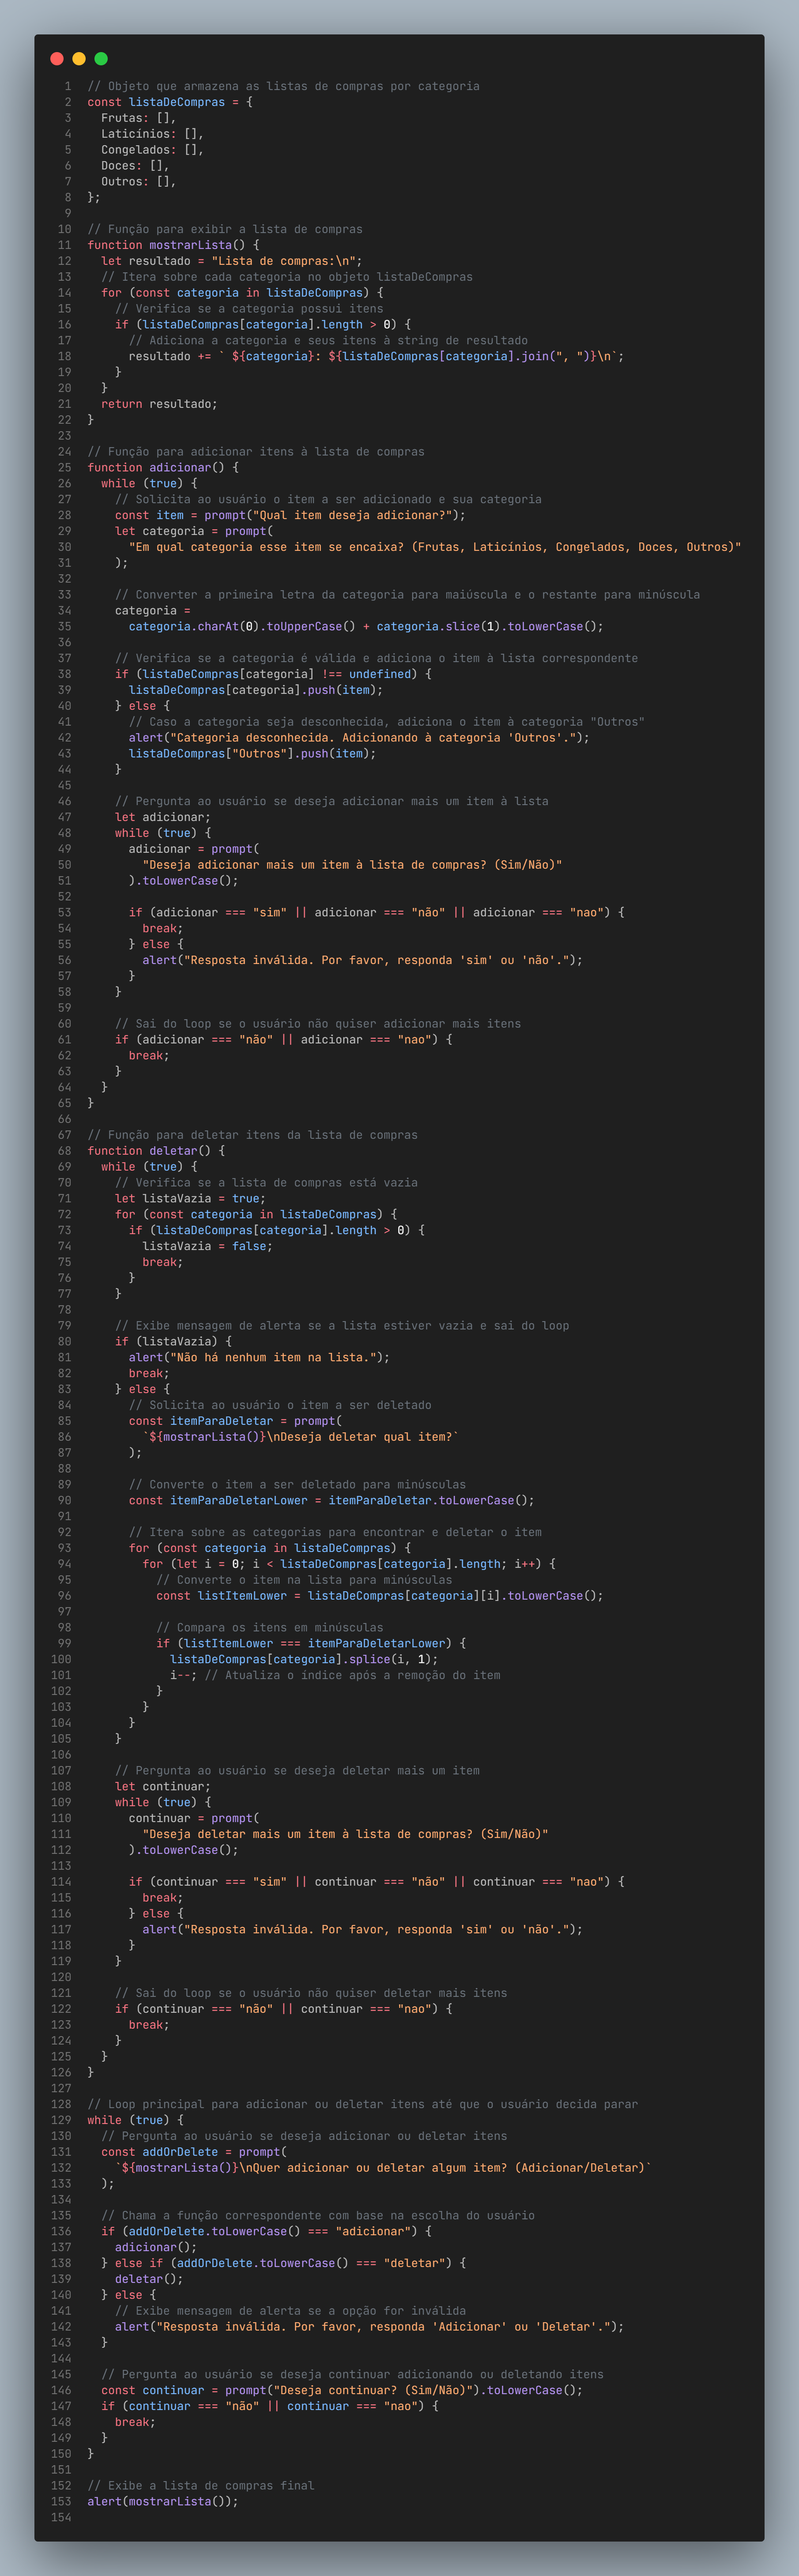 1 // Objeto que armazena as listas de compras por categoria
2 const listaDeCompras = {
3   Frutas: [],
4   Laticínios: [],
5   Congelados: [],
6   Doces: [],
7   Outros: [],
8 };
9
10 // Função para exibir a lista de compras
11 function mostrarLista() {
12   let resultado = "Lista de compras:\n";
13   // Itera sobre cada categoria no objeto listaDeCompras
14   for (const categoria in listaDeCompras) {
15     // Verifica se a categoria possui itens
16     if (listaDeCompras[categoria].length > 0) {
17       // Adiciona a categoria e seus itens à string de resultado
18       resultado += ` ${categoria}: ${listaDeCompras[categoria].join(", ")}\n`;
19     }
20   }
21   return resultado;
22 }
23
24 // Função para adicionar itens à lista de compras
25 function adicionar() {
26   while (true) {
27     // Solicita ao usuário o item a ser adicionado e sua categoria
28     const item = prompt("Qual item deseja adicionar?");
29     let categoria = prompt(
30       "Em qual categoria esse item se encaixa? (Frutas, Laticínios, Congelados, Doces, Outros)"
31     );
32
33     // Converter a primeira letra da categoria para maiúscula e o restante para minúscula
34     categoria =
35       categoria.charAt(0).toUpperCase() + categoria.slice(1).toLowerCase();
36
37     // Verifica se a categoria é válida e adiciona o item à lista correspondente
38     if (listaDeCompras[categoria] !== undefined) {
39       listaDeCompras[categoria].push(item);
40     } else {
41       // Caso a categoria seja desconhecida, adiciona o item à categoria "Outros"
42       alert("Categoria desconhecida. Adicionando à categoria 'Outros'.");
43       listaDeCompras["Outros"].push(item);
44     }
45
46     // Pergunta ao usuário se deseja adicionar mais um item à lista
47     let adicionar;
48     while (true) {
49       adicionar = prompt(
50         "Deseja adicionar mais um item à lista de compras? (Sim/Não)"
51       ).toLowerCase();
52
53       if (adicionar === "sim" || adicionar === "não" || adicionar === "nao") {
54         break;
55       } else {
56         alert("Resposta inválida. Por favor, responda 'sim' ou 'não'.");
57       }
58     }
59
60     // Sai do loop se o usuário não quiser adicionar mais itens
61     if (adicionar === "não" || adicionar === "nao") {
62       break;
63     }
64   }
65 }
66
67 // Função para deletar itens da lista de compras
68 function deletar() {
69   while (true) {
70     // Verifica se a lista de compras está vazia
71     let listaVazia = true;
72     for (const categoria in listaDeCompras) {
73       if (listaDeCompras[categoria].length > 0) {
74         listaVazia = false;
75         break;
76       }
77     }
78
79     // Exibe mensagem de alerta se a lista estiver vazia e sai do loop
80     if (listaVazia) {
81       alert("Não há nenhum item na lista.");
82       break;
83     } else {
84       // Solicita ao usuário o item a ser deletado
85       const itemParaDeletar = prompt(
86         `${mostrarLista()}\nDeseja deletar qual item?`
87       );
88
89       // Converte o item a ser deletado para minúsculas
90       const itemParaDeletarLower = itemParaDeletar.toLowerCase();
91
92       // Itera sobre as categorias para encontrar e deletar o item
93       for (const categoria in listaDeCompras) {
94         for (let i = 0; i < listaDeCompras[categoria].length; i++) {
95           // Converte o item na lista para minúsculas
96           const listItemLower = listaDeCompras[categoria][i].toLowerCase();
97
98           // Compara os itens em minúsculas
99           if (listItemLower === itemParaDeletarLower) {
100             listaDeCompras[categoria].splice(i, 1);
101             i--; // Atualiza o índice após a remoção do item
102           }
103         }
104       }
105     }
106
107     // Pergunta ao usuário se deseja deletar mais um item
108     let continuar;
109     while (true) {
110       continuar = prompt(
111         "Deseja deletar mais um item à lista de compras? (Sim/Não)"
112       ).toLowerCase();
113
114       if (continuar === "sim" || continuar === "não" || continuar === "nao") {
115         break;
116       } else {
117         alert("Resposta inválida. Por favor, responda 'sim' ou 'não'.");
118       }
119     }
120
121     // Sai do loop se o usuário não quiser deletar mais itens
122     if (continuar === "não" || continuar === "nao") {
123       break;
124     }
125   }
126 }
127
128 // Loop principal para adicionar ou deletar itens até que o usuário decida parar
129 while (true) {
130   // Pergunta ao usuário se deseja adicionar ou deletar itens
131   const addOrDelete = prompt(
132     `${mostrarLista()}\nQuer adicionar ou deletar algum item? (Adicionar/Deletar)`
133   );
134
135   // Chama a função correspondente com base na escolha do usuário
136   if (addOrDelete.toLowerCase() === "adicionar") {
137     adicionar();
138   } else if (addOrDelete.toLowerCase() === "deletar") {
139     deletar();
140   } else {
141     // Exibe mensagem de alerta se a opção for inválida
142     alert("Resposta inválida. Por favor, responda 'Adicionar' ou 'Deletar'.");
143   }
144
145   // Pergunta ao usuário se deseja continuar adicionando ou deletando itens
146   const continuar = prompt("Deseja continuar? (Sim/Não)").toLowerCase();
147   if (continuar === "não" || continuar === "nao") {
148     break;
149   }
150 }
151
152 // Exibe a lista de compras final
153 alert(mostrarLista());
154